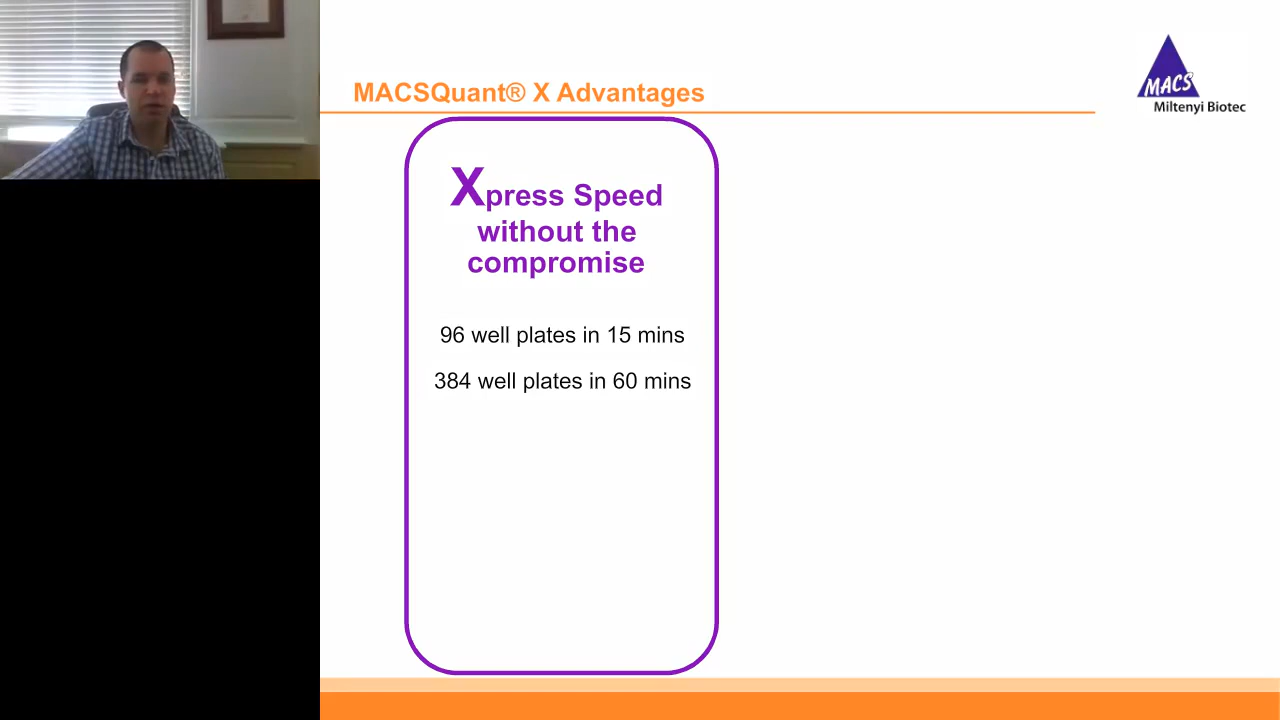 MACSQuant® X Advantages
MACS
Miltenyi Biotec
Xpress Speed
without the
compromise
96 well plates in 15 mins
384 well plates in 60 mins